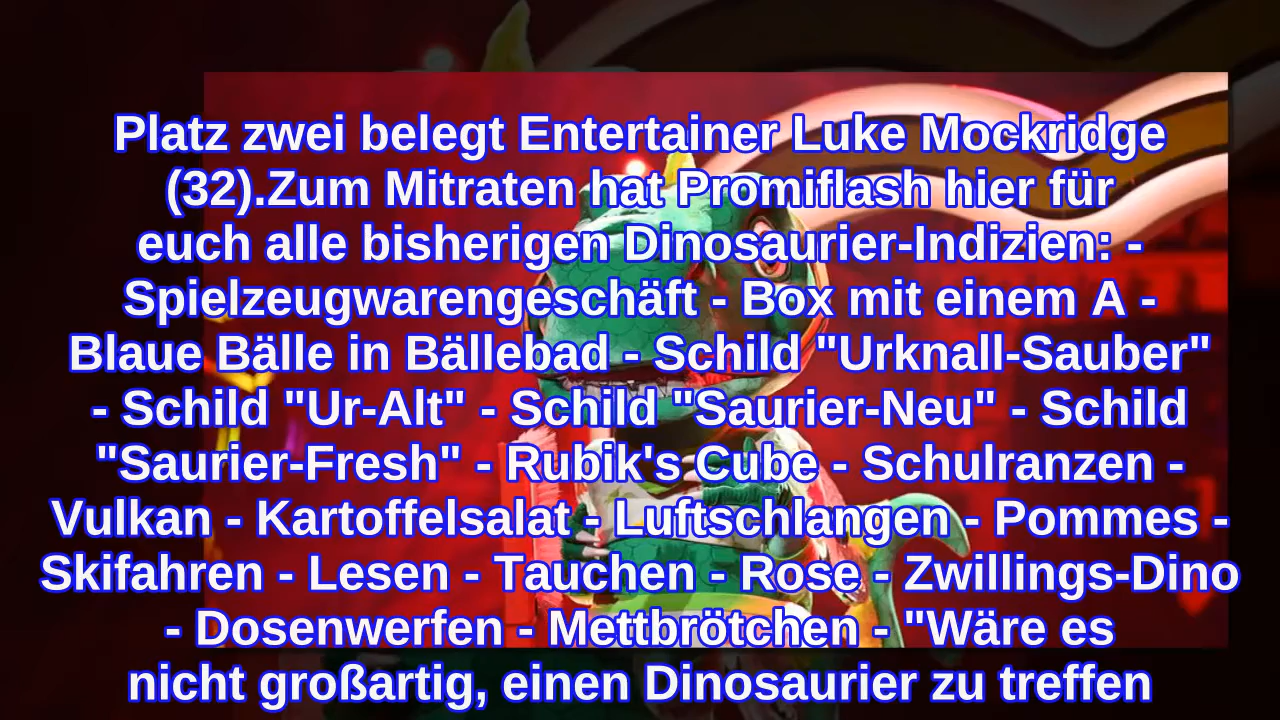 Platz zwei belegt Entertainer Luke Mockridge
(32).Zum Mitraten hat Promiflash hier für
euch alle bisherigen Dinosaurier-Indizien: -
Spielzeugwarengeschäft - Box mit einem A -
Blaue Bälle in Bällebad - Schild "Urknall-Sauber"
- Schild "Ur-Alt" - Schild "Saurier-Neu" - Schild
"Saurier-Fresh" - Rubik's Cube - Schulranzen -
Vulkan - Kartoffelsalat - Luftschlangen - Pommes -
Skifahren - Lesen - Tauchen - Rose - Zwillings-Dino
- Dosenwerfen - Mettbrötchen - "Wäre es
nicht großartig, einen Dinosaurier zu treffen